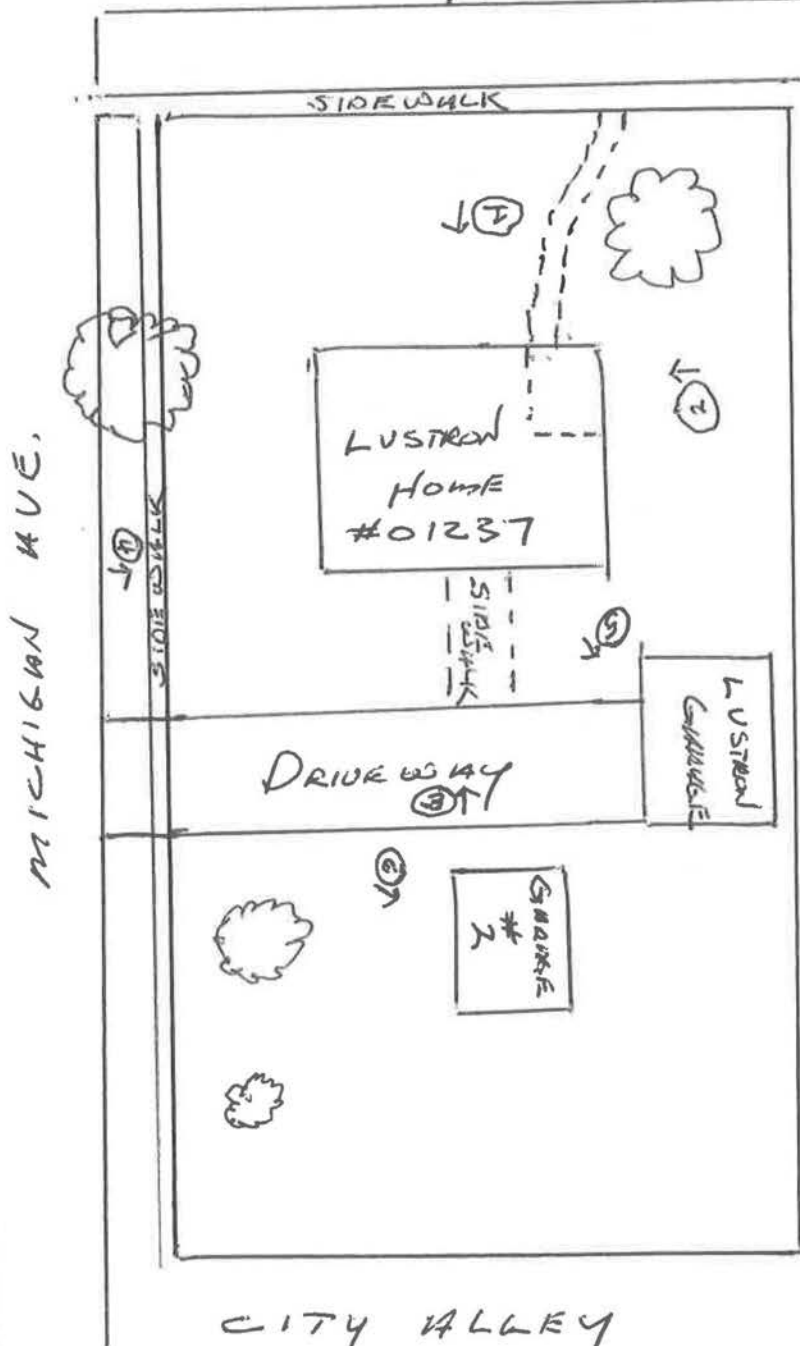 SIDEWALK
1
2
LUSTRON
HOME
#01237
MICHIGAN AVE.
4
SIDEWALK
SIDE
WALK
5
LUSTRON
GARAGE
DRIVEWAY
3
6
GARAGE
#
2
CITY ALLEY